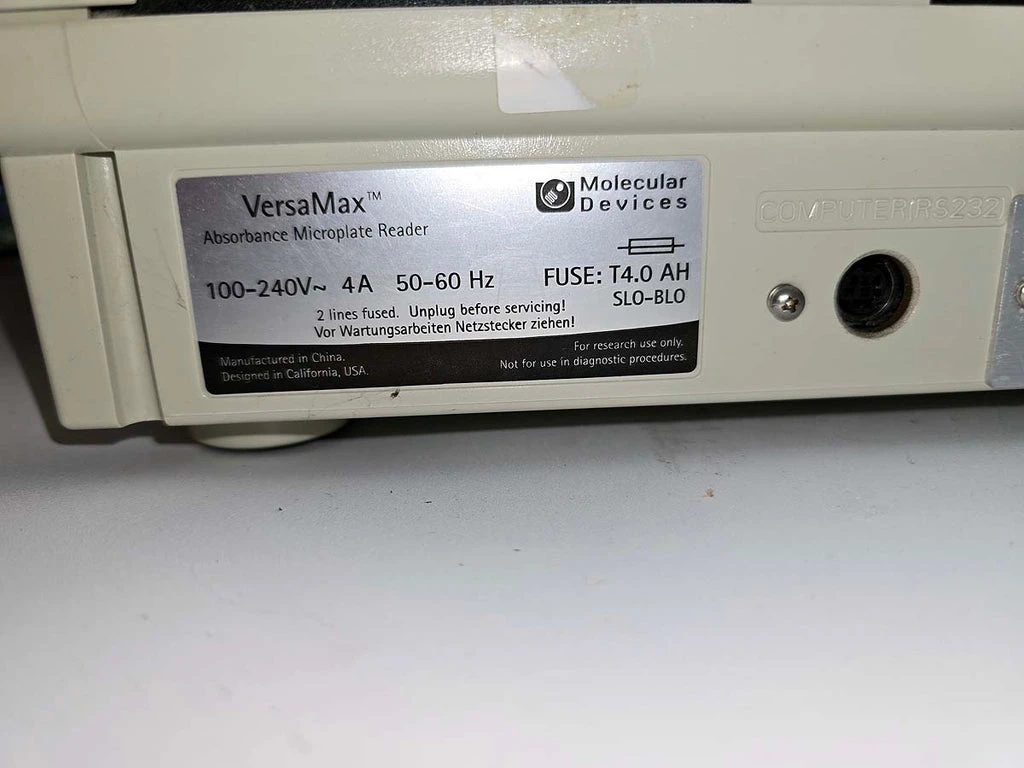 VersaMax™
Absorbance Microplate Reader
Molecular
Devices
100-240V~ 4A 50-60 Hz
FUSE: T4.0 AH
SLO-BLO
2 lines fused. Unplug before servicing!
Vor Wartungsarbeiten Netzstecker ziehen!
Manufactured in China.
Designed in California, USA.
For research use only.
Not for use in diagnostic procedures.
COMPUTER/RS232